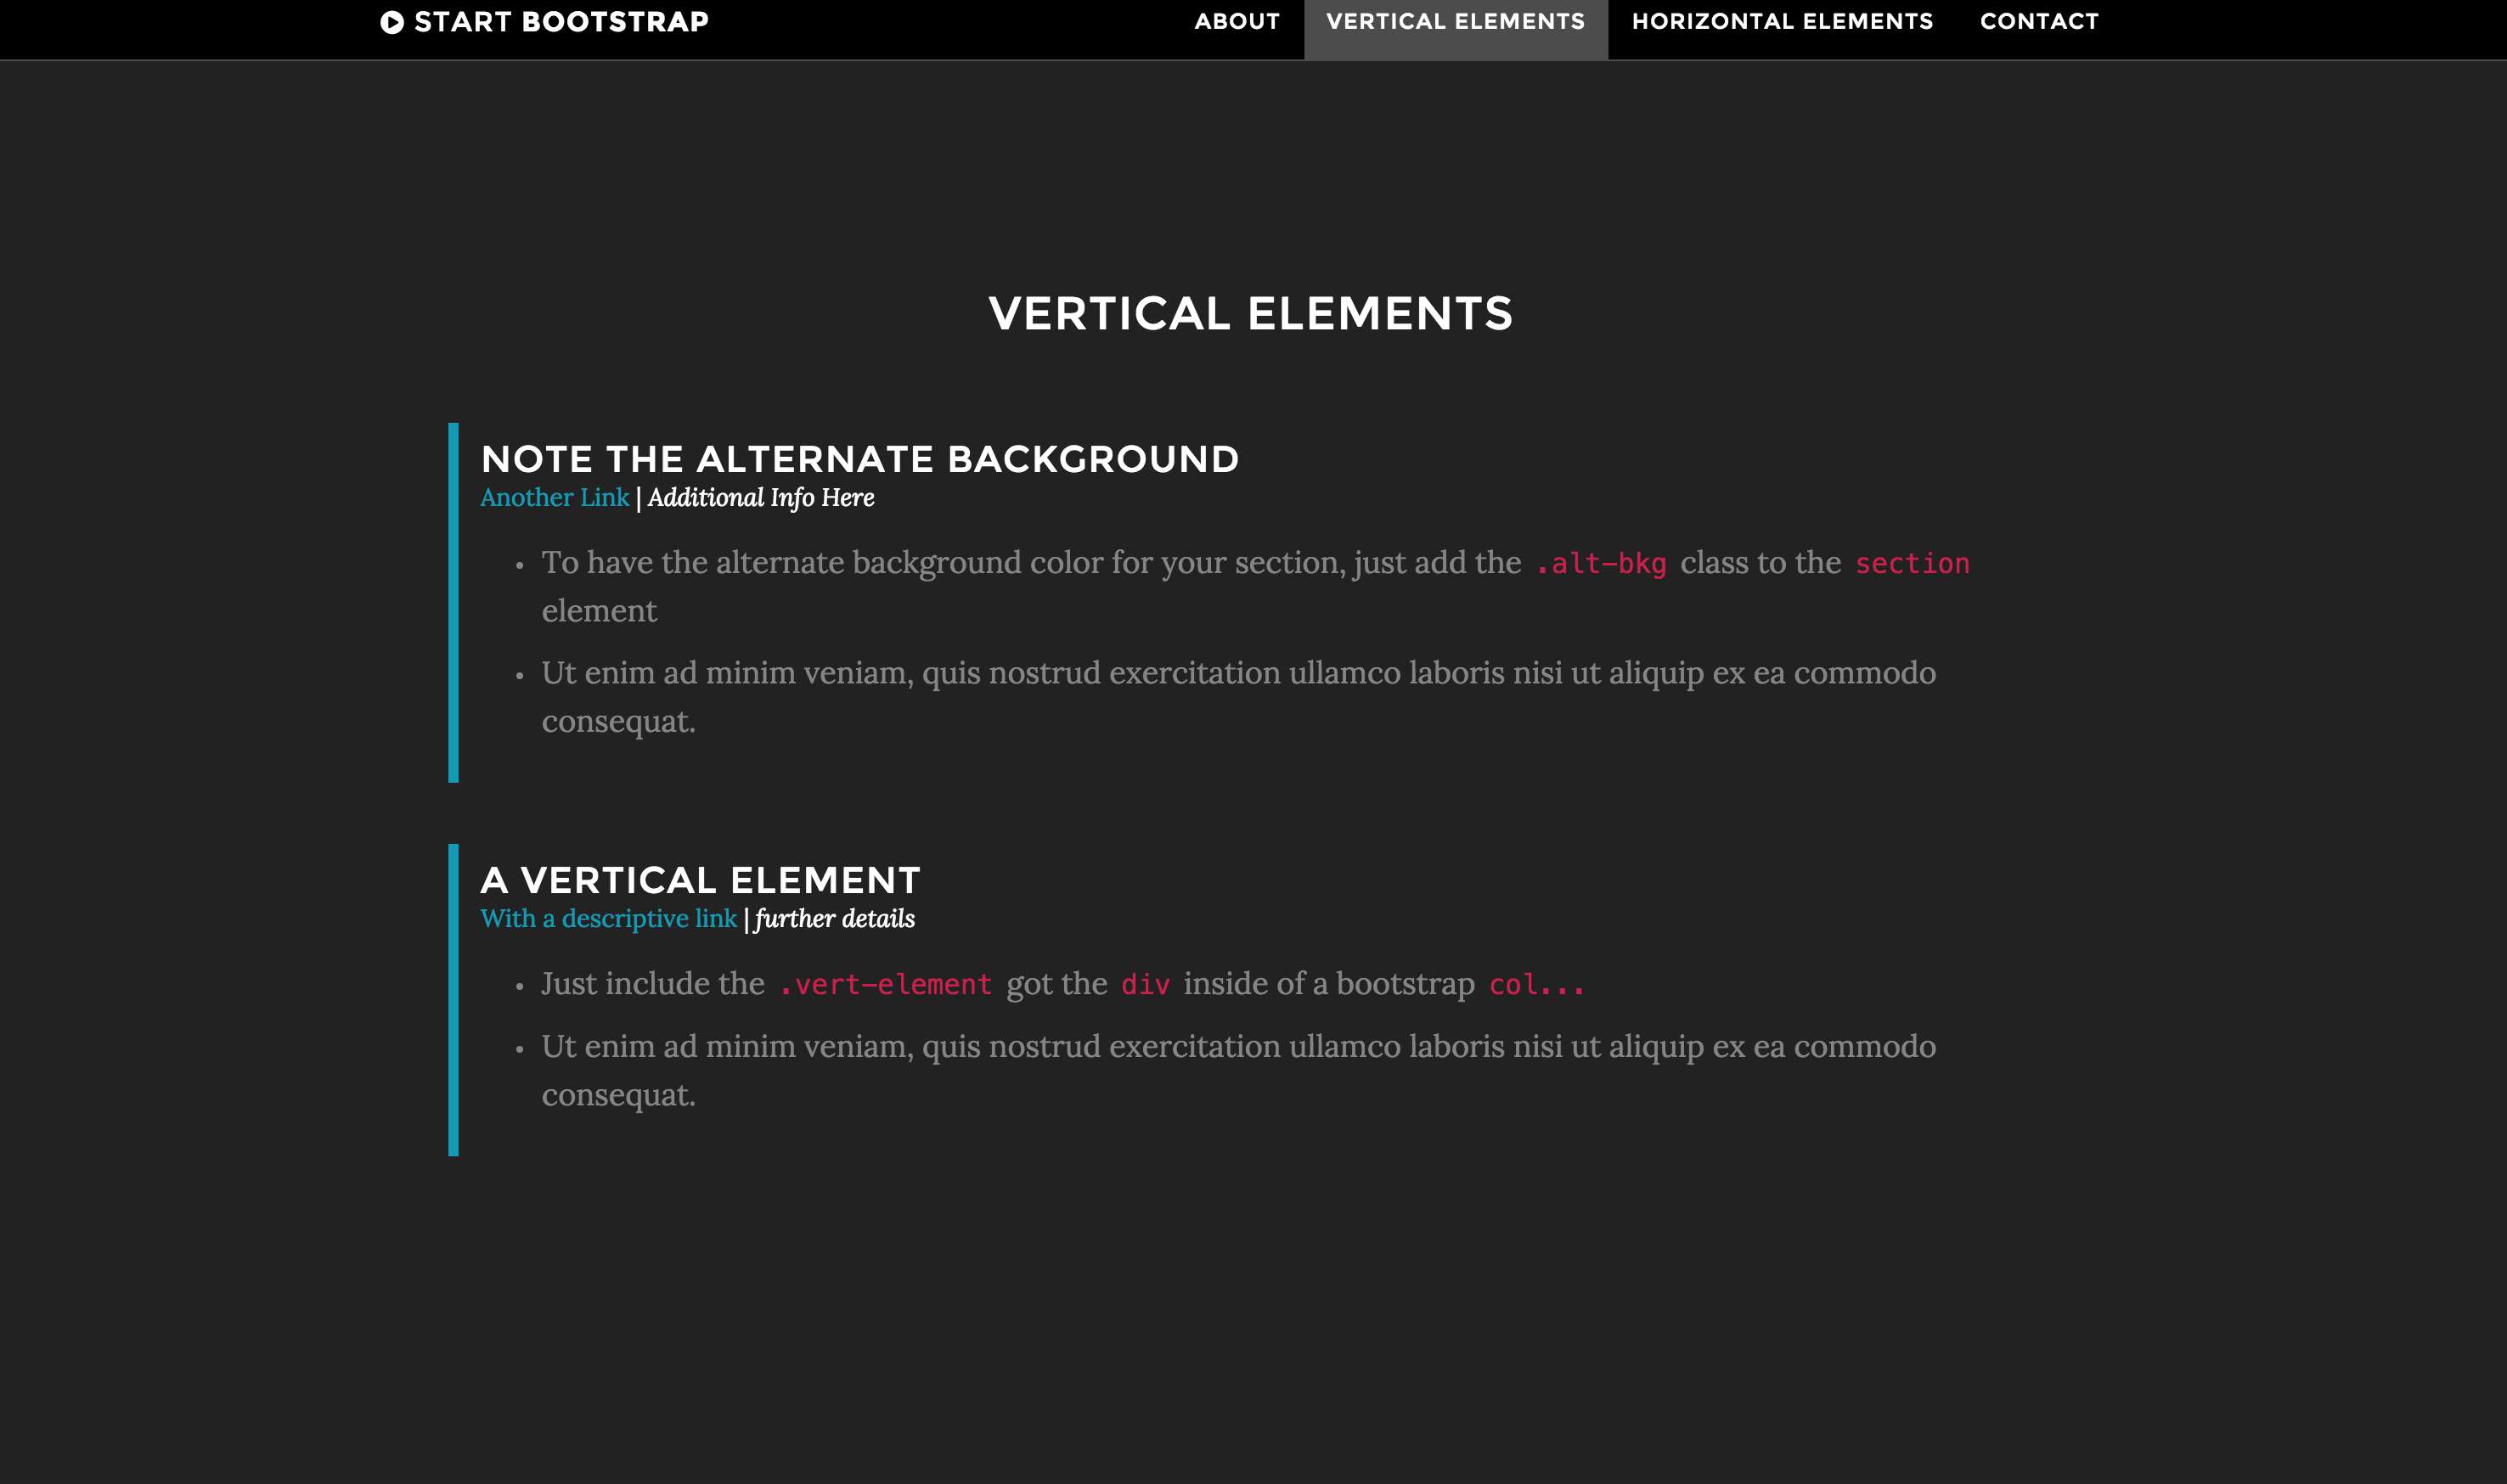 START BOOTSTRAP
ABOUT VERTICAL ELEMENTS HORIZONTAL ELEMENTS CONTACT
VERTICAL ELEMENTS
NOTE THE ALTERNATE BACKGROUND
Another Link | Additional Info Here
• To have the alternate background color for your section, just add the .alt-bkg class to the section
element
• Ut enim ad minim veniam, quis nostrud exercitation ullamco laboris nisi ut aliquip ex ea commodo
consequat.
A VERTICAL ELEMENT
With a descriptive link | further details
• Just include the .vert-element got the div inside of a bootstrap col...
• Ut enim ad minim veniam, quis nostrud exercitation ullamco laboris nisi ut aliquip ex ea commodo
consequat.